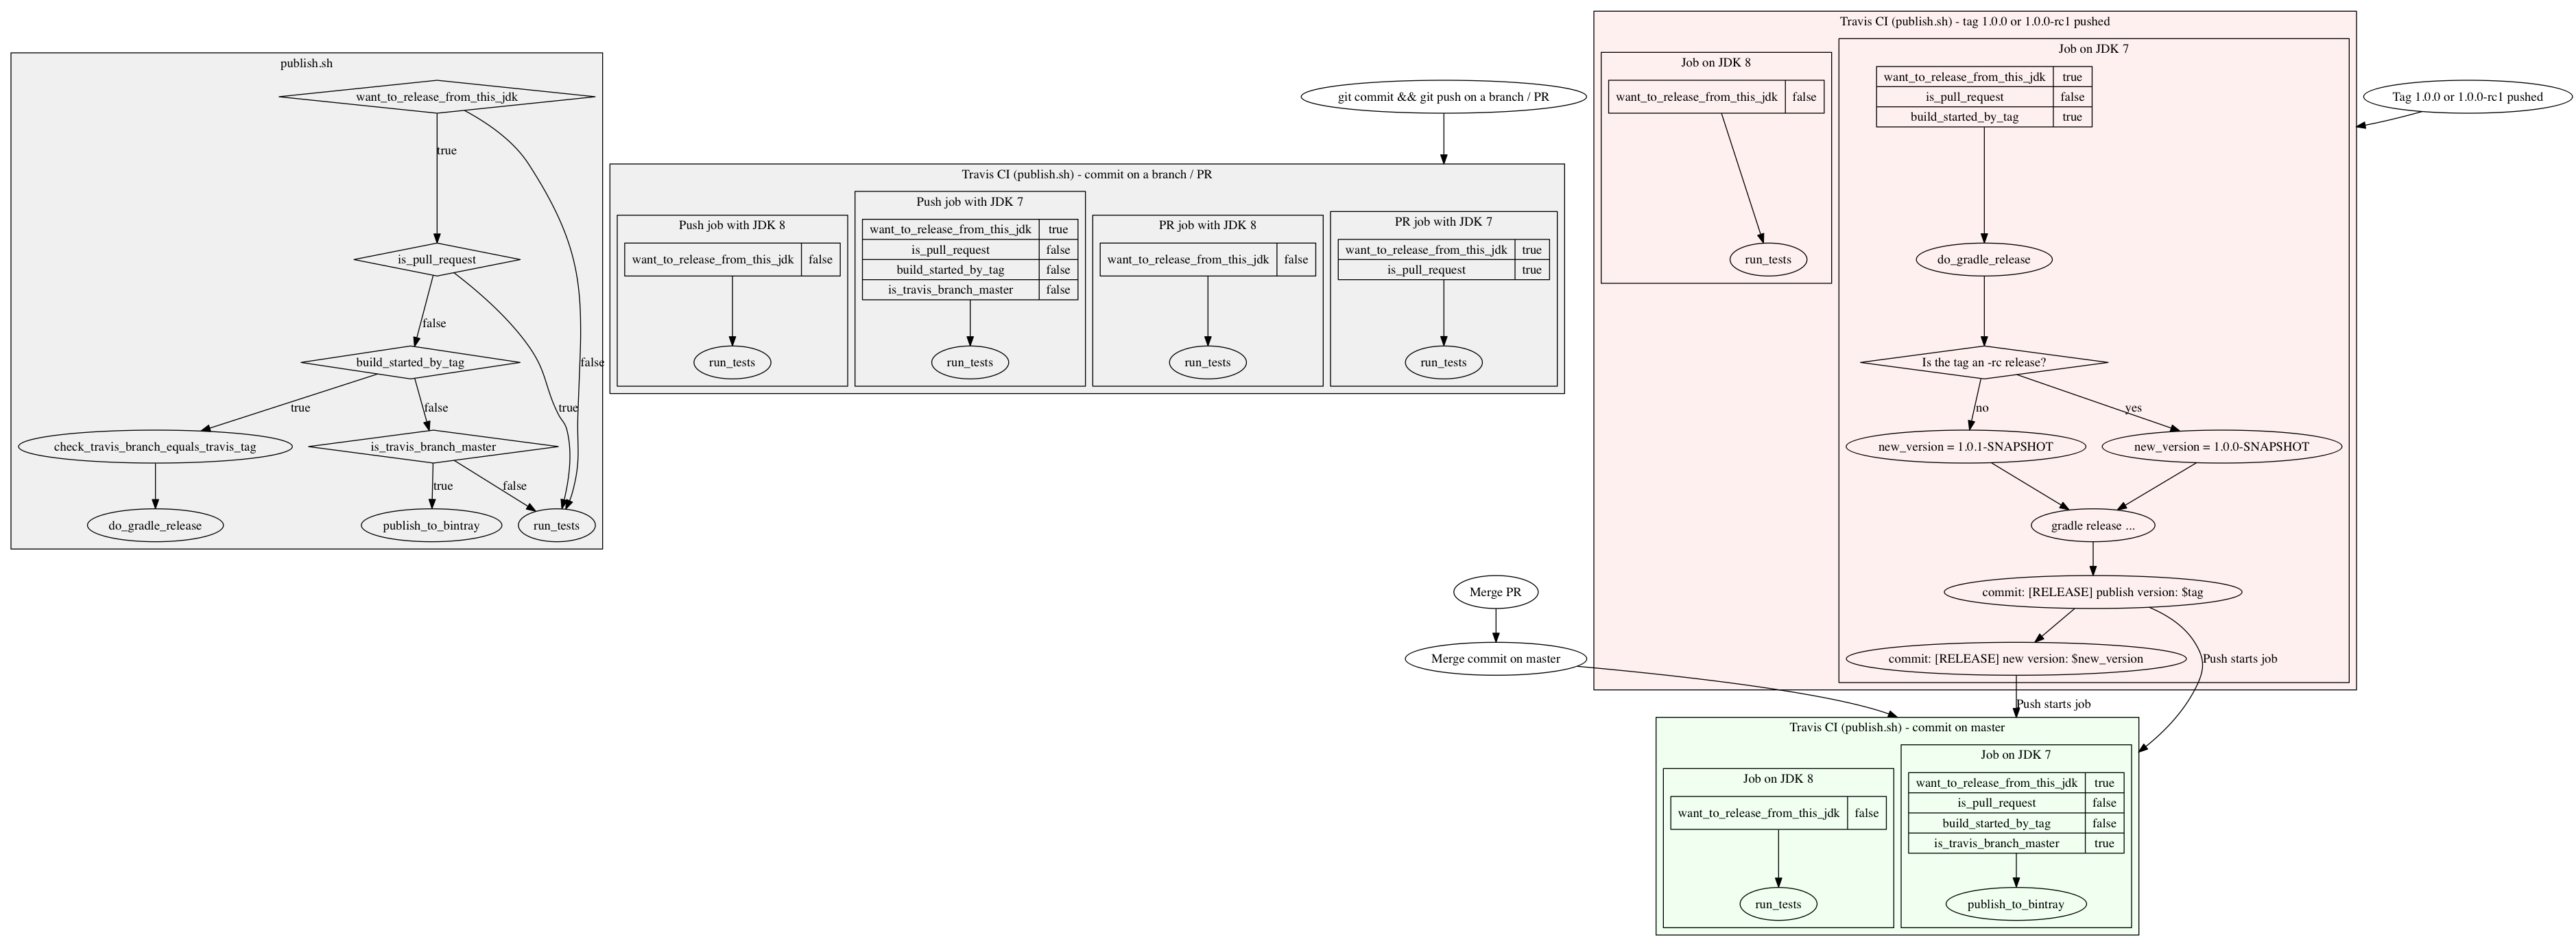 publish.sh
want_to_release_from_this_jdk
true
is_pull_request
false
false
build_started_by_tag
true
false
true
check_travis_branch_equals_travis_tag
is_travis_branch_master
true
false
do_gradle_release
publish_to_bintray
run_tests
git commit && git push on a branch / PR
Travis CI (publish.sh) - commit on a branch / PR
Push job with JDK 8
want_to_release_from_this_jdk false
run_tests
Push job with JDK 7
want_to_release_from_this_jdk true
is_pull_request false
build_started_by_tag false
is_travis_branch_master false
run_tests
PR job with JDK 8
want_to_release_from_this_jdk false
run_tests
PR job with JDK 7
want_to_release_from_this_jdk true
is_pull_request true
run_tests
Merge PR
Merge commit on master
Travis CI (publish.sh) - tag 1.0.0 or 1.0.0-rc1 pushed
Job on JDK 8
want_to_release_from_this_jdk false
run_tests
Job on JDK 7
want_to_release_from_this_jdk true
is_pull_request false
build_started_by_tag true
do_gradle_release
Is the tag an -rc release?
no
yes
new_version = 1.0.1-SNAPSHOT
new_version = 1.0.0-SNAPSHOT
gradle release ...
commit: [RELEASE] publish version: $tag
commit: [RELEASE] new version: $new_version
Push starts job
Push starts job
Tag 1.0.0 or 1.0.0-rc1 pushed
Travis CI (publish.sh) - commit on master
Job on JDK 8
want_to_release_from_this_jdk false
run_tests
Job on JDK 7
want_to_release_from_this_jdk true
is_pull_request false
build_started_by_tag false
is_travis_branch_master true
publish_to_bintray